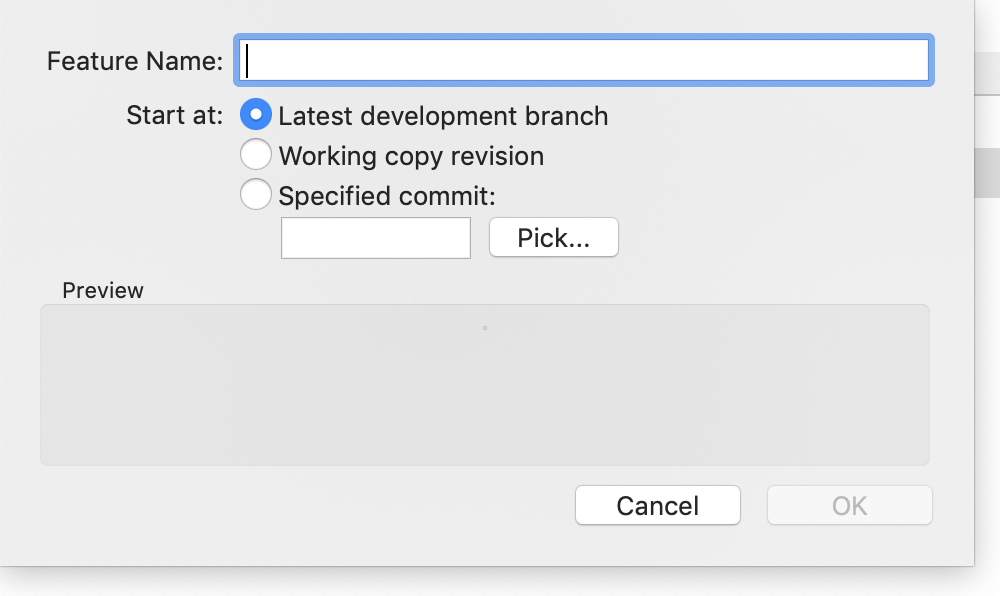 Feature Name:
Start at:
Latest development branch
Working copy revision
Specified commit:
Pick...
Preview
Cancel
OK